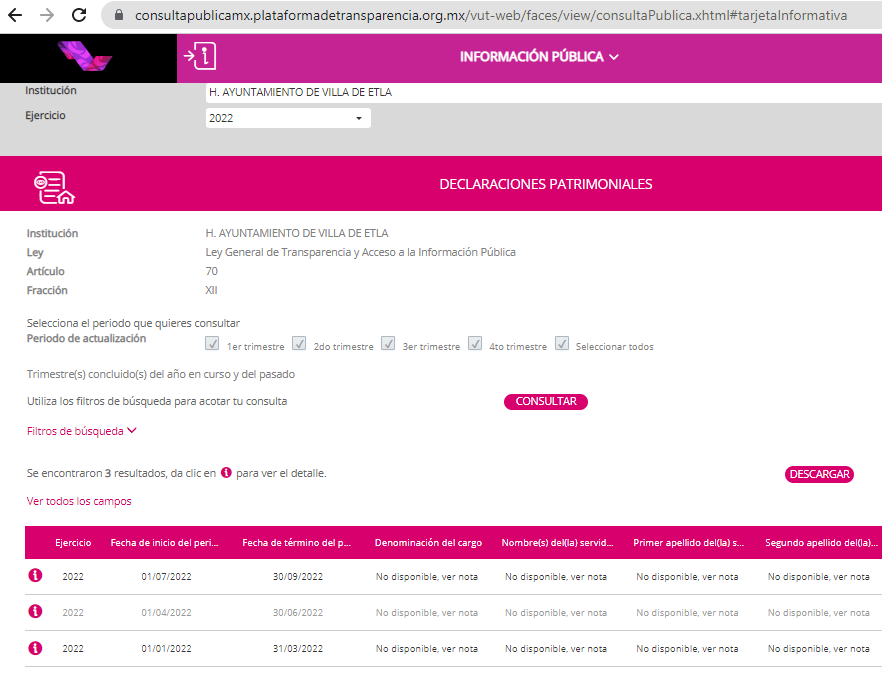 consultapublicamx.plataformadetransparencia.org.mx/vut-web/faces/view/consultaPublica.xhtml#tarjetaInformativa
INFORMACIÓN PÚBLICA
Institución H. AYUNTAMIENTO DE VILLA DE ETLA
Ejercicio 2022
DECLARACIONES PATRIMONIALES
Institución H. AYUNTAMIENTO DE VILLA DE ETLA
Ley Ley General de Transparencia y Acceso a la Información Pública
Artículo 70
Fracción XII
Selecciona el periodo que quieres consultar
Periodo de actualización 1er trimestre 2do trimestre 3er trimestre 4to trimestre Seleccionar todos
Trimestre(s) concluido(s) del año en curso y del pasado
Utiliza los filtros de búsqueda para acotar tu consulta CONSULTAR
Filtros de búsqueda
Se encontraron 3 resultados, da clic en i para ver el detalle. DESCARGAR
Ver todos los campos
Ejercicio Fecha de inicio del peri... Fecha de término del p... Denominación del cargo Nombre(s) del(la) servid... Primer apellido del(la) s... Segundo apellido del(la)...
i 2022 01/07/2022 30/09/2022 No disponible, ver nota No disponible, ver nota No disponible, ver nota No disponible, ver nota
i 2022 01/04/2022 30/06/2022 No disponible, ver nota No disponible, ver nota No disponible, ver nota No disponible, ver nota
i 2022 01/01/2022 31/03/2022 No disponible, ver nota No disponible, ver nota No disponible, ver nota No disponible, ver nota